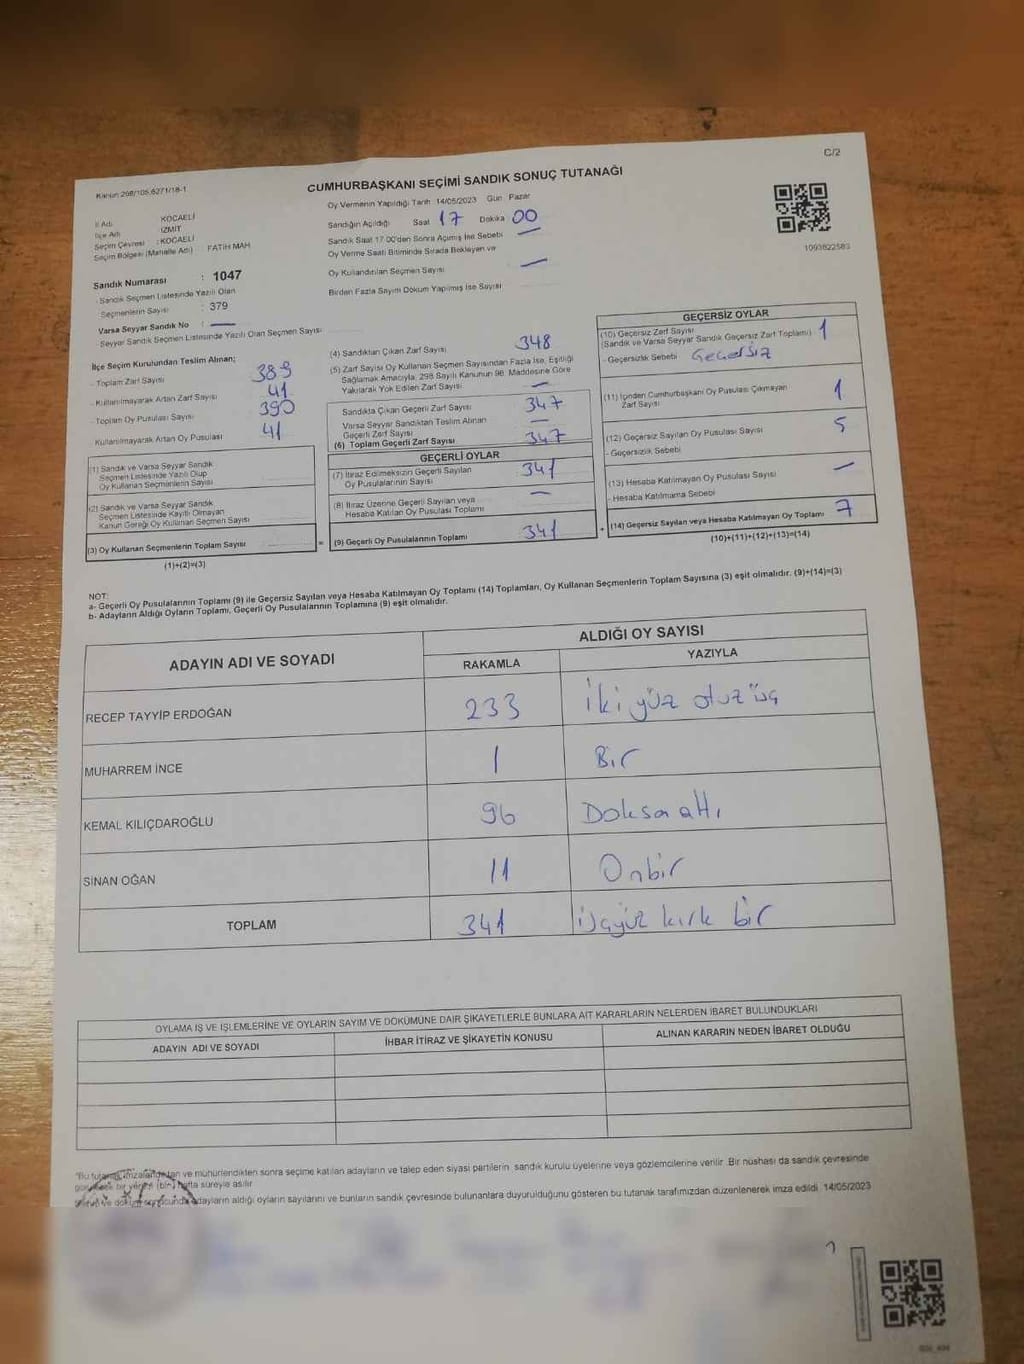 Kanun 298/105,6271/18-1
C/2
CUMHURBAŞKANI SEÇİMİ SANDIK SONUÇ TUTANAĞI
İl Adı KOCAELİ
İlçe Adı İZMİT
Seçim Çevresi : KOCAELİ
Seçim Bölgesi (Mahalle Adı) FATİH MAH
Sandık Numarası : 1047
Sandık Seçmen Listesinde Yazılı Olan
Seçmenlerin Sayısı : 379
Varsa Seyyar Sandık No : —
Seyyar Sandık Seçmen Listesinde Yazılı Olan Seçmen Sayısı
Oy Vermenin Yapıldığı Tarih 14/05/2023 Gün Pazar
Sandığın Açıldığı Saat 17 Dakika 00
Sandık Saat 17.00'den Sonra Açılmış İse Sebebi —
Oy Verme Saati Bitiminde Sırada Bekleyen ve
Oy Kullandırılan Seçmen Sayısı —
Birden Fazla Sayım Döküm Yapılmış İse Sayısı
1093822583
İlçe Seçim Kurulundan Teslim Alınan;
- Toplam Zarf Sayısı 389
- Kullanılmayarak Artan Zarf Sayısı 41
- Toplam Oy Pusulası Sayısı 390
Kullanılmayarak Artan Oy Pusulası 41
(1) Sandık ve Varsa Seyyar Sandık
Seçmen Listesinde Yazılı Olup
Oy Kullanan Seçmenlerin Sayısı
(2) Sandık ve Varsa Seyyar Sandık
Seçmen Listesinde Kayıtlı Olmayan
Kanun Gereği Oy Kullanan Seçmen Sayısı
(3) Oy Kullanan Seçmenlerin Toplam Sayısı
(1)+(2)=(3)
(4) Sandıktan Çıkan Zarf Sayısı 348
(5) Zarf Sayısı Oy Kullanan Seçmen Sayısından Fazla İse, Eşitliği
Sağlamak Amacıyla, 298 Sayılı Kanunun 98. Maddesine Göre
Yakılarak Yok Edilen Zarf Sayısı —
Sandıkta Çıkan Geçerli Zarf Sayısı 347
Varsa Seyyar Sandıktan Teslim Alınan
Geçerli Zarf Sayısı —
(6) Toplam Geçerli Zarf Sayısı 347
GEÇERLİ OYLAR
(7) İtiraz Edilmeksizin Geçerli Sayılan
Oy Pusulalarının Sayısı 341
(8) İtiraz Üzerine Geçerli Sayılan veya
Hesaba Katılan Oy Pusulası Toplamı —
= (9) Geçerli Oy Pusulalarının Toplamı 341
GEÇERSİZ OYLAR
(10) Geçersiz Zarf Sayısı
(Sandık ve Varsa Seyyar Sandık Geçersiz Zarf Toplamı) 1
- Geçersizlik Sebebi Geçersiz
(11) İçinden Cumhurbaşkanı Oy Pusulası Çıkmayan
Zarf Sayısı 1
(12) Geçersiz Sayılan Oy Pusulası Sayısı 5
- Geçersizlik Sebebi
(13) Hesaba Katılmayan Oy Pusulası Sayısı —
- Hesaba Katılmama Sebebi
+ (14) Geçersiz Sayılan veya Hesaba Katılmayan Oy Toplamı 7
(10)+(11)+(12)+(13)=(14)
NOT:
a- Geçerli Oy Pusulalarının Toplamı (9) ile Geçersiz Sayılan veya Hesaba Katılmayan Oy Toplamı (14) Toplamları, Oy Kullanan Seçmenlerin Toplam Sayısına (3) eşit olmalıdır. (9)+(14)=(3)
b- Adayların Aldığı Oyların Toplamı, Geçerli Oy Pusulalarının Toplamına (9) eşit olmalıdır.
ADAYIN ADI VE SOYADI
ALDIĞI OY SAYISI
RAKAMLA YAZIYLA
RECEP TAYYİP ERDOĞAN 233 İki yüz otuz üç
MUHARREM İNCE 1 Bir
KEMAL KILIÇDAROĞLU 96 Doksan altı
SİNAN OĞAN 11 Onbir
TOPLAM 341 üçyüz kırk bir
OYLAMA İŞ VE İŞLEMLERİNE VE OYLARIN SAYIM VE DÖKÜMÜNE DAİR ŞİKAYETLERLE BUNLARA AİT KARARLARIN NELERDEN İBARET BULUNDUKLARI
ADAYIN ADI VE SOYADI İHBAR İTİRAZ VE ŞİKAYETİN KONUSU ALINAN KARARIN NEDEN İBARET OLDUĞU
ve mühürlendikten sonra seçime katılan adayların ve talep eden siyasi partilerin sandık kurulu üyelerine veya gözlemcilerine verilir. Bir nüshası da sandık çevresinde
bir yere (bir) hafta süreyle asılır
adayların aldığı oyların sayılarını ve bunların sandık çevresinde bulunanlara duyurulduğunu gösteren bu tutanak tarafımızdan düzenlenerek imza edildi. 14/05/2023